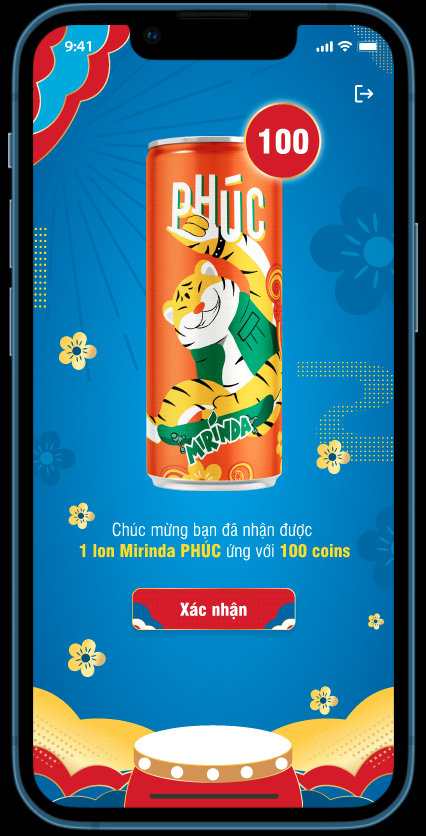 9:41
100
PHÚC
MIRINDA
Chúc mừng bạn đã nhận được
1 lon Mirinda PHÚC ứng với 100 coins
Xác nhận